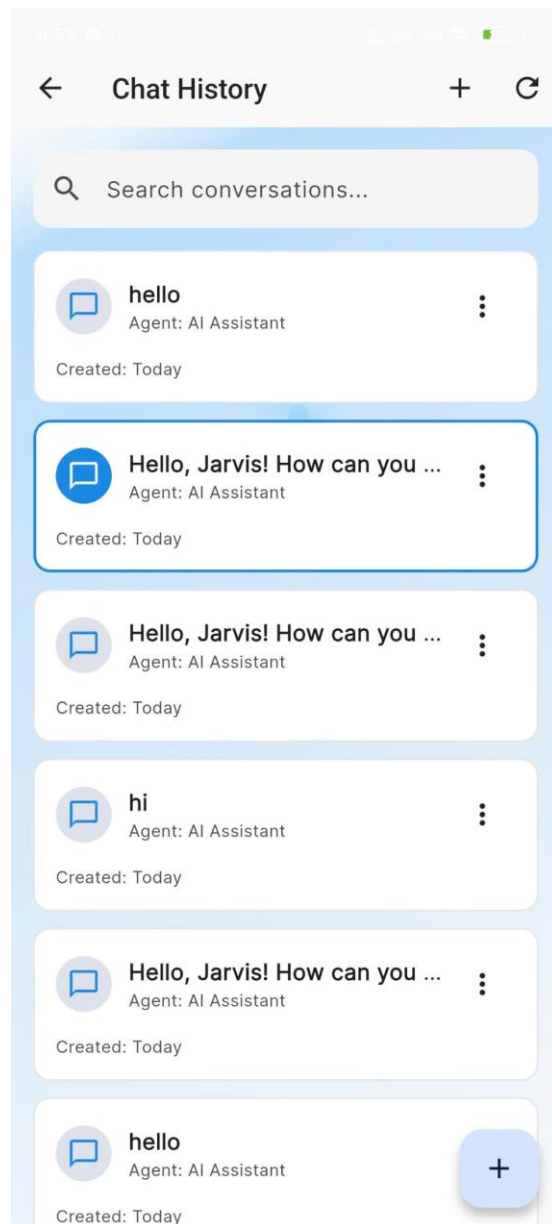 Chat History
Search conversations...
hello
Agent: AI Assistant
Created: Today
Hello, Jarvis! How can you ...
Agent: AI Assistant
Created: Today
Hello, Jarvis! How can you ...
Agent: AI Assistant
Created: Today
hi
Agent: AI Assistant
Created: Today
Hello, Jarvis! How can you ...
Agent: AI Assistant
Created: Today
hello
Agent: AI Assistant
Created: Today